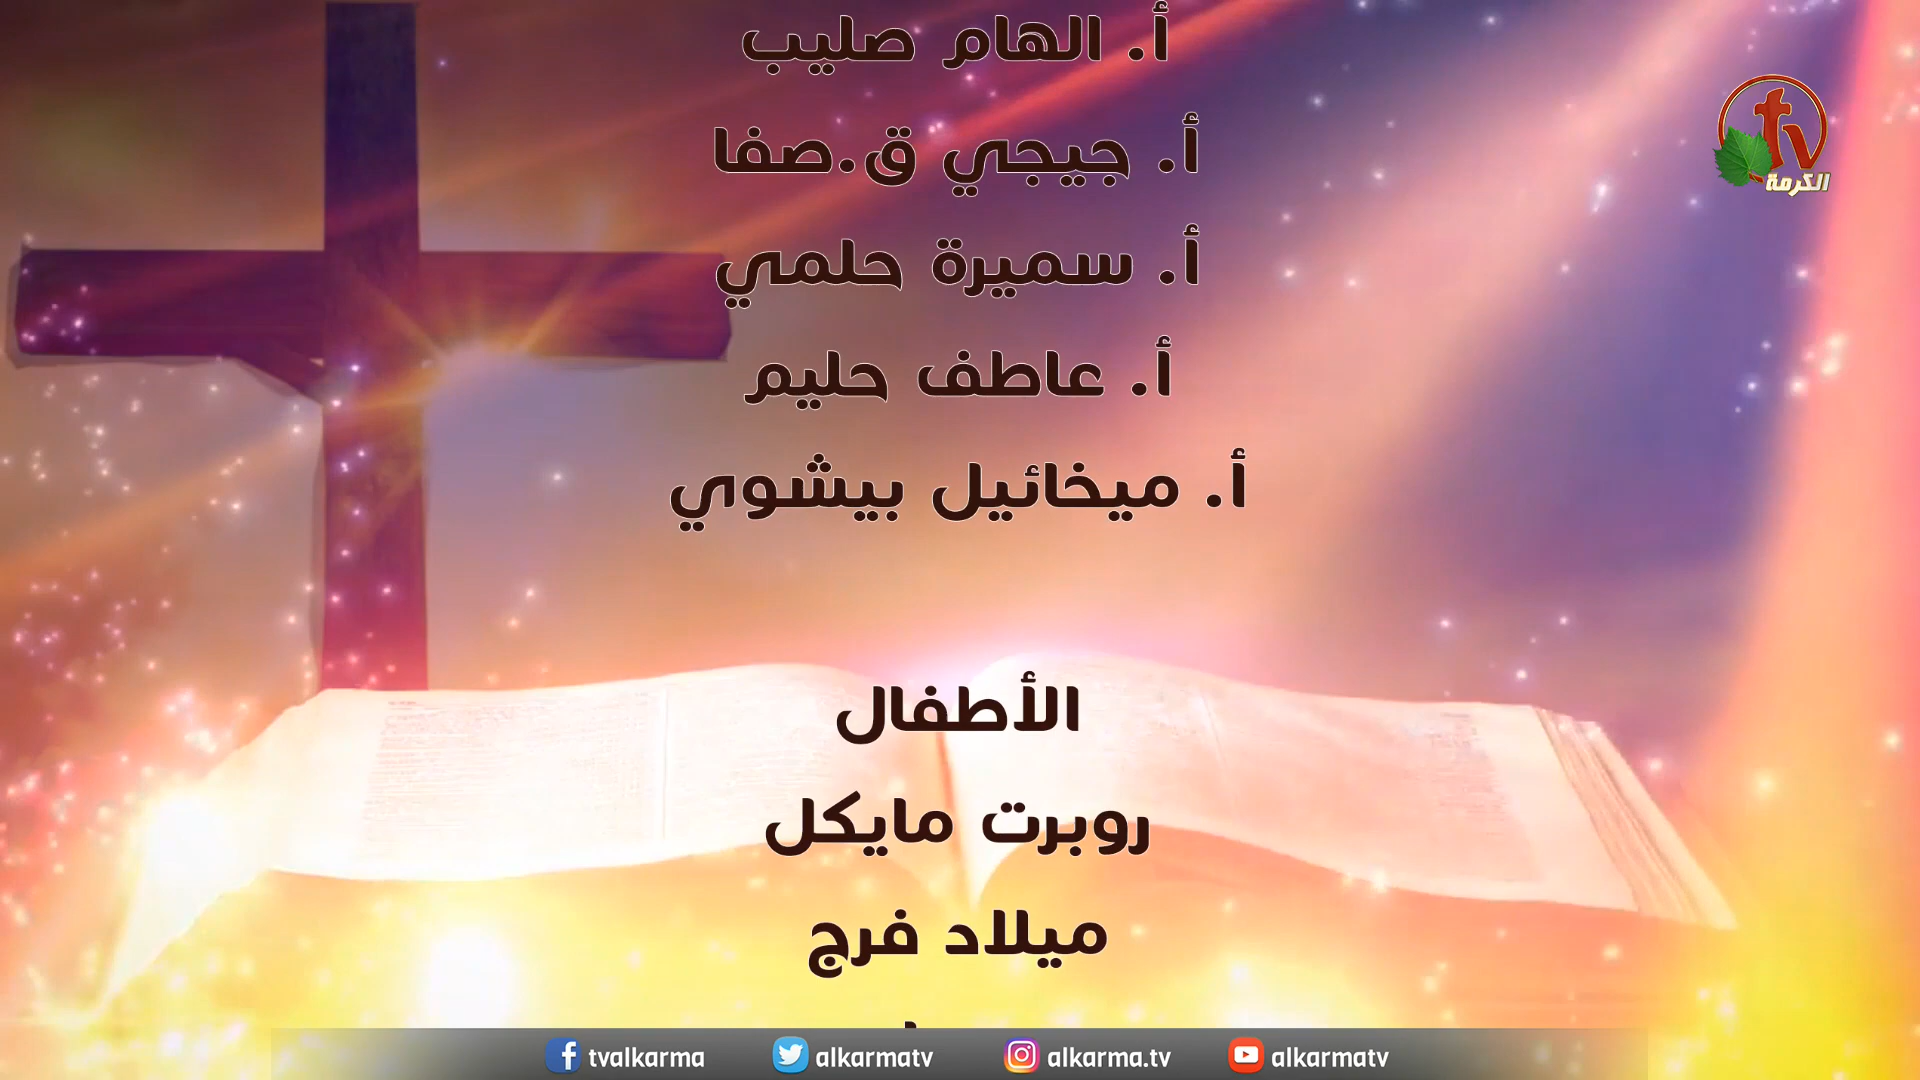 أ. الهام صليب
أ. جيجي ق.صفا
أ. سميرة حلمي
أ. عاطف حليم
أ. ميخائيل بيشوي
الأطفال
روبرت مايكل
ميلاد فرج
tv
الكرمة
tvalkarma
alkarmatv
alkarma.tv
alkarmatv